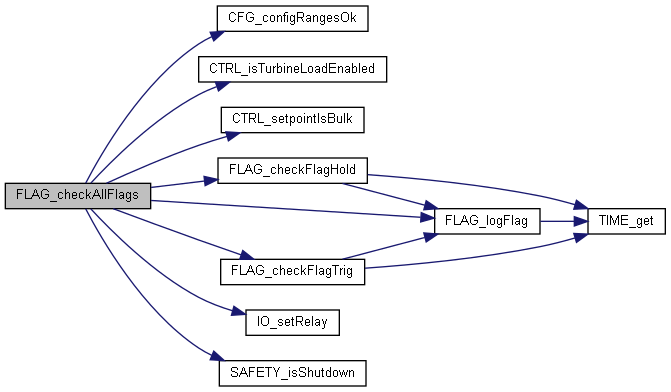 CFG_configRangesOk
CTRL_isTurbineLoadEnabled
CTRL_setpointIsBulk
FLAG_checkFlagHold
FLAG_checkAllFlags
FLAG_logFlag
TIME_get
FLAG_checkFlagTrig
IO_setRelay
SAFETY_isShutdown